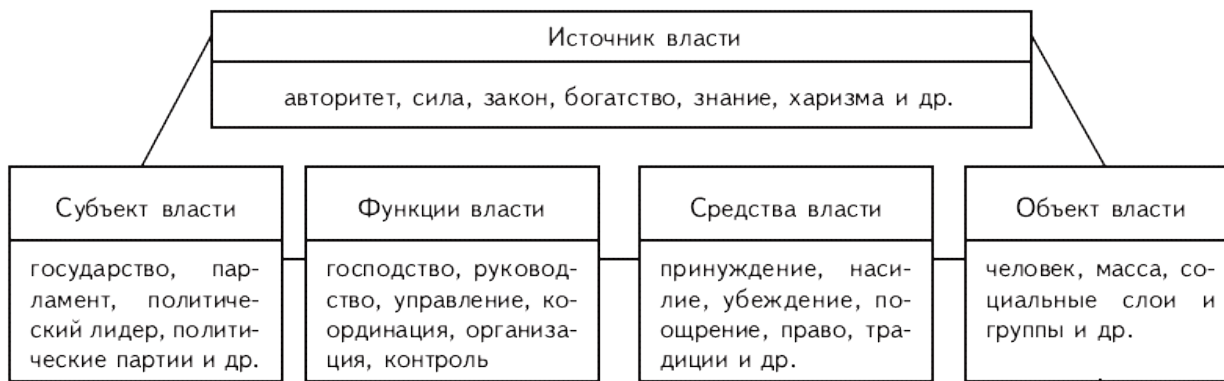 Источник власти
авторитет, сила, закон, богатство, знание, харизма и др.
Субъект власти
государство, пар-
ламент, политиче-
ский лидер, полити-
ческие партии и др.
Функции власти
господство, руковод-
ство, управление, ко-
ординация, организа-
ция, контроль
Средства власти
принуждение, наси-
лие, убеждение, по-
ощрение, право, тра-
диции и др.
Объект власти
человек, масса, со-
циальные слои и
группы и др.